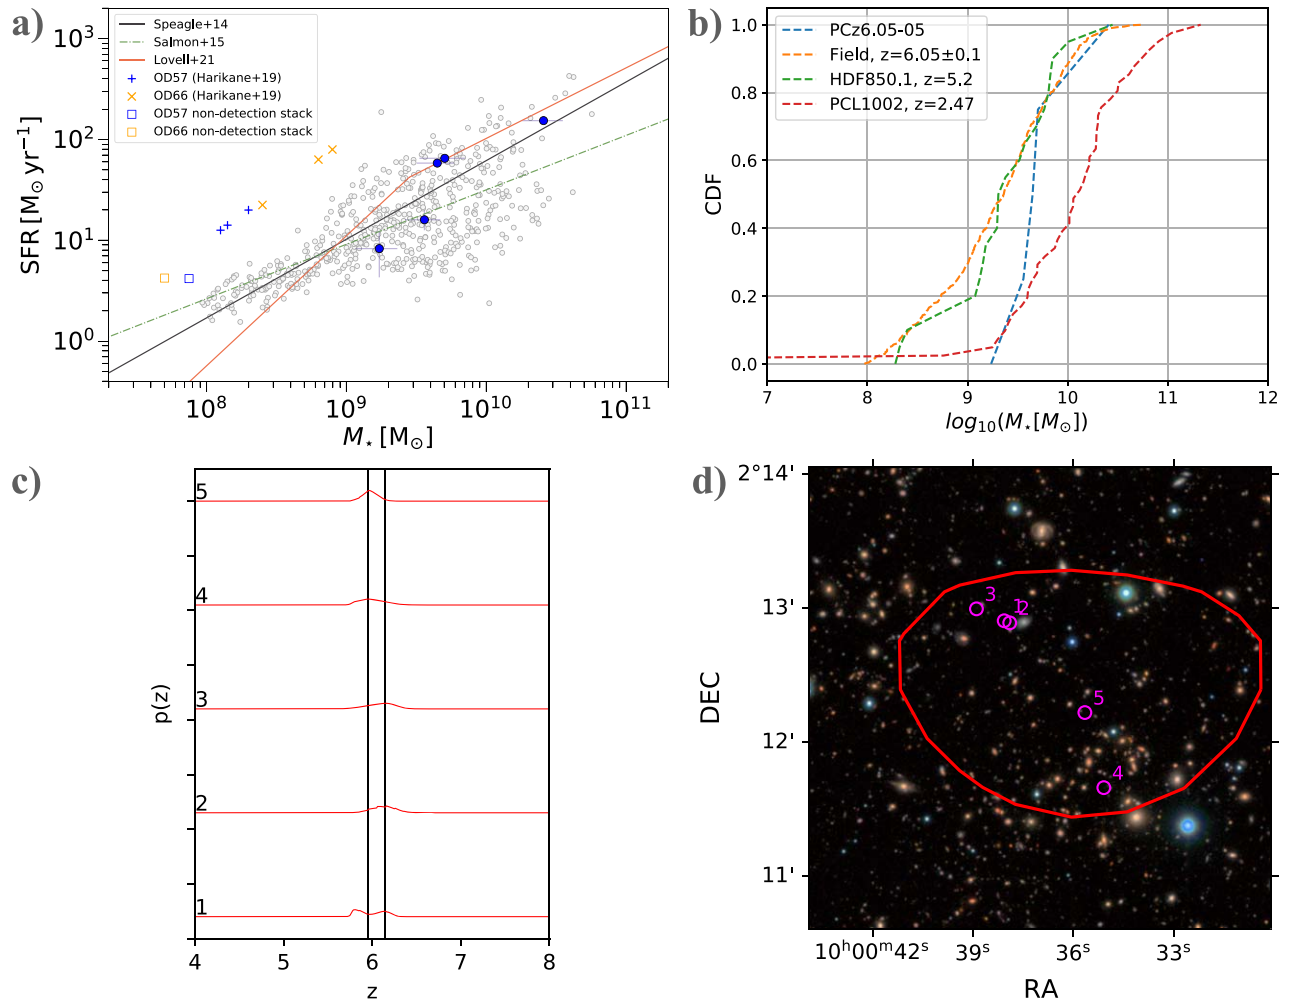 a)
Speagle+14
Salmon+15
Lovell+21
OD57 (Harikane+19)
OD66 (Harikane+19)
OD57 non-detection stack
OD66 non-detection stack
10³
10²
10¹
10⁰
SFR [M⊙ yr⁻¹]
10⁸ 10⁹ 10¹⁰ 10¹¹
M⋆ [M⊙]
b)
PCz6.05-05
Field, z=6.05±0.1
HDF850.1, z=5.2
PCL1002, z=2.47
1.0
0.8
0.6
0.4
0.2
0.0
CDF
7 8 9 10 11 12
log₁₀(M⋆[M⊙])
c)
5
4
3
2
1
p(z)
4 5 6 7 8
z
d)
2°14'
13'
12'
11'
DEC
3
1
2
5
4
10ʰ00ᵐ42ˢ 39ˢ 36ˢ 33ˢ
RA